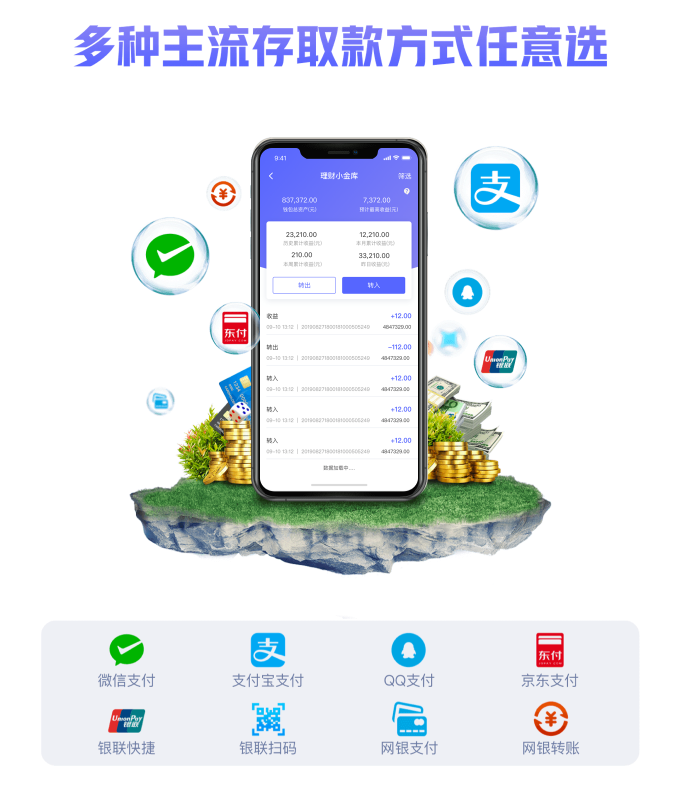 多种主流存取款方式任意选
9:41
理财小金库
筛选
837,372.00
7,372.00
钱包总资产(元)
预计最高收益(元)
23,210.00
12,210.00
历史累计收益(元)
本月累计收益(元)
210.00
33,210.00
本周累计收益(元)
昨日收益(元)
转出
转入
收益
+12.00
09-10 13:12
4847329.00
转出
-112.00
09-10 13:12
4847329.00
转入
+12.00
09-10 13:12
4847329.00
转入
+12.00
09-10 13:12
4847329.00
转入
+12.00
09-10 13:12
4847329.00
数据加载中...
支
东付
UnionPay
银联
支
东付
微信支付
支付宝支付
QQ支付
京东支付
UnionPay
银联
银联快捷
银联扫码
网银支付
网银转账